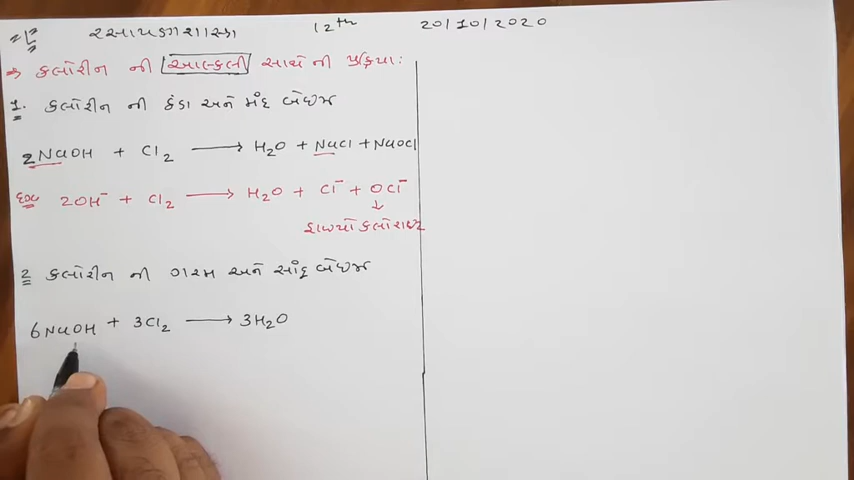 રસાયણશાસ્ત્ર 12th 20/10/2020
⇒ ક્લોરીન ની આલ્કલી સાથે ની પ્રક્રિયા:
1. ક્લોરીન ની ઠંડા અને મંદ બેઇઝ
2NaOH + Cl2 → H2O + NaCl + NaOCl
2OH⁻ + Cl2 → H2O + Cl⁻ + OCl⁻
↓
હાઇપોક્લોરાઇટ
2 ક્લોરીન ની ગરમ અને સાંદ્ર બેઇઝ
6NaOH + 3Cl2 → 3H2O